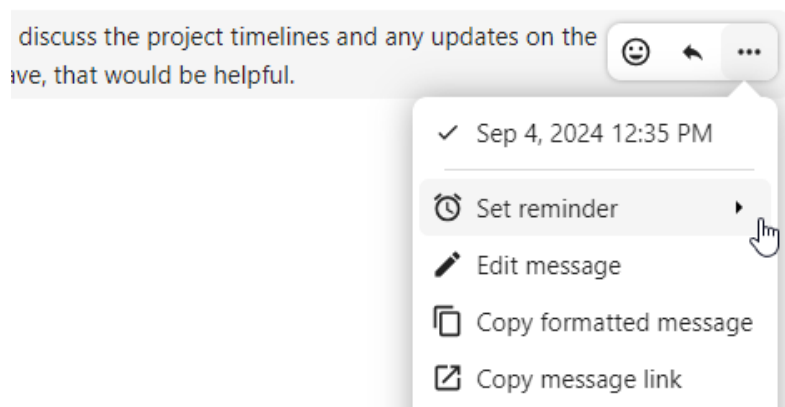 discuss the project timelines and any updates on the
that would be helpful.
Sep 4, 2024 12:35 PM
Set reminder
Edit message
Copy formatted message
Copy message link